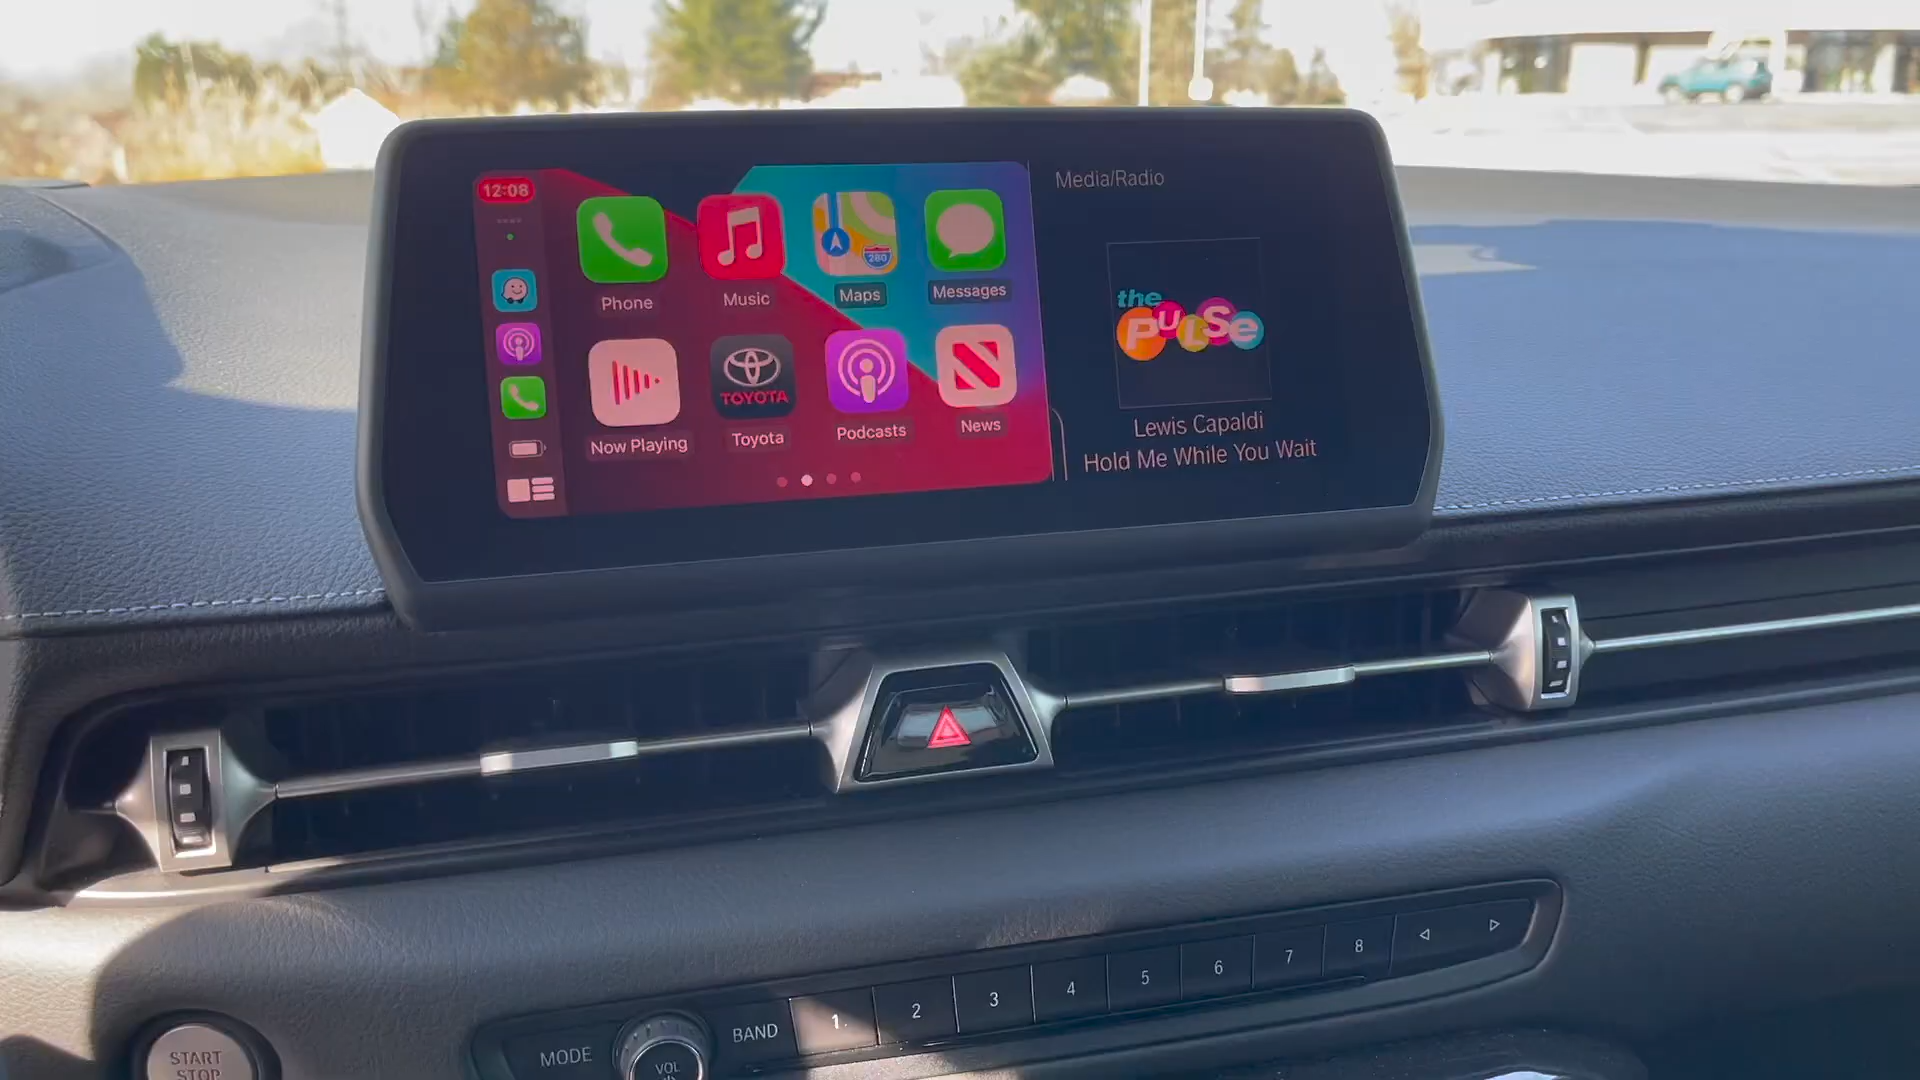 12:08
Phone
Music
280
Maps
Messages
TOYOTA
Now Playing
Toyota
Podcasts
News
Media/Radio
the
PULSe
Lewis Capaldi
Hold Me While You Wait
START
STOP
MODE
VOL
BAND
1
2
3
4
5
6
7
8